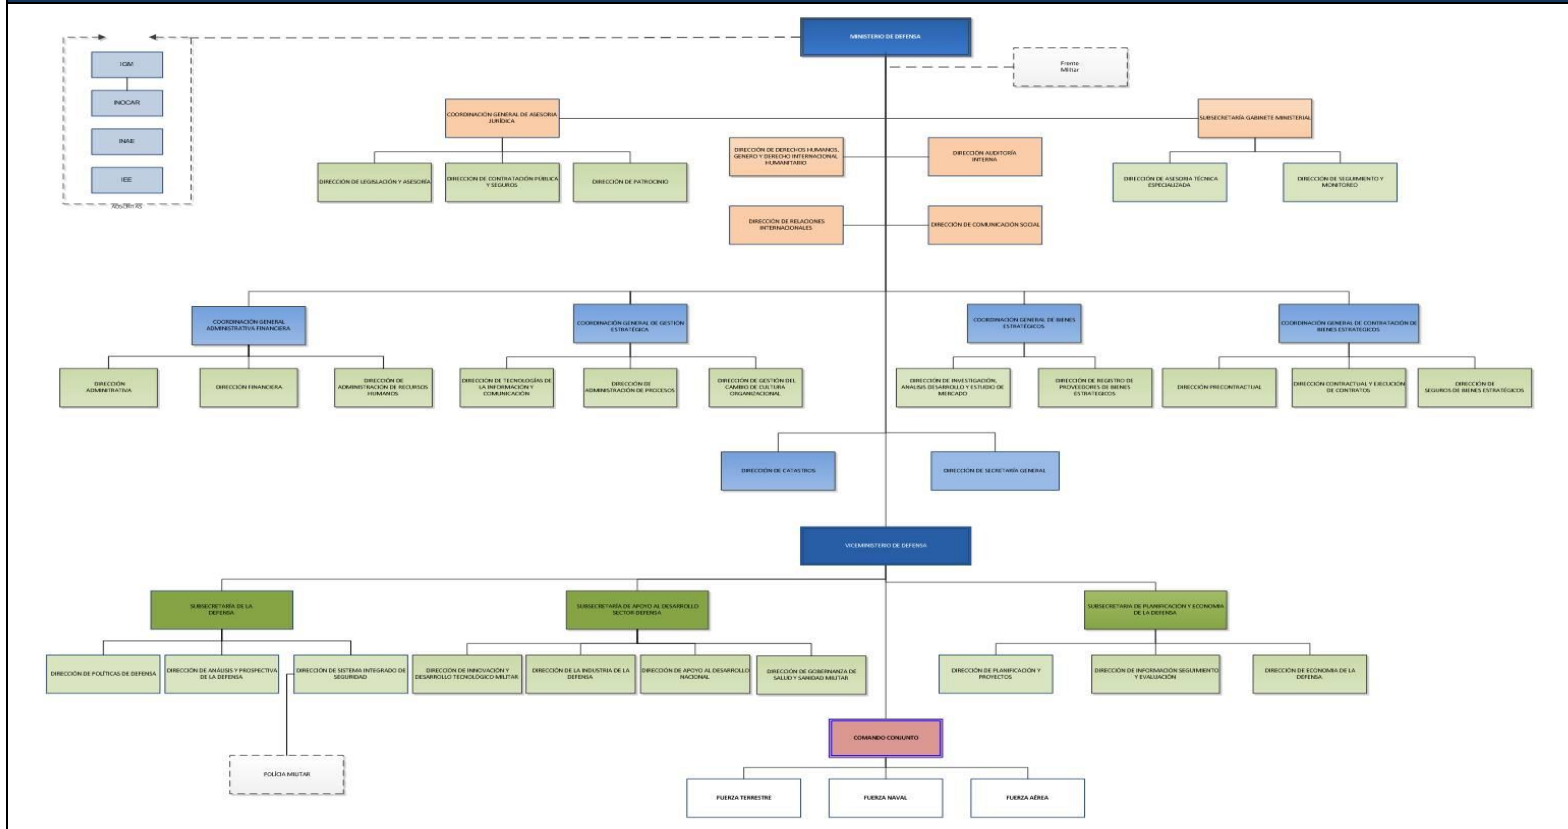 MINISTERIO DE DEFENSA
Frente
Militar
IGM
INOCAR
INAE
IEE
ADSCRITAS
COORDINACIÓN GENERAL DE ASESORIA
JURÍDICA
SUBSECRETARÍA GABINETE MINISTERIAL
DIRECCIÓN DE DERECHOS HUMANOS,
GENERO Y DERECHO INTERNACIONAL
HUMANITARIO
DIRECCIÓN AUDITORÍA
INTERNA
DIRECCIÓN DE LEGISLACIÓN Y ASESORÍA
DIRECCIÓN DE CONTRATACIÓN PÚBLICA
Y SEGUROS
DIRECCIÓN DE PATROCINIO
DIRECCIÓN DE ASESORIA TÉCNICA
ESPECIALIZADA
DIRECCIÓN DE SEGUIMIENTO Y
MONITOREO
DIRECCIÓN DE RELACIONES
INTERNACIONALES
DIRECCIÓN DE COMUNICACIÓN SOCIAL
COORDINACIÓN GENERAL
ADMINISTRATIVA FINANCIERA
COORDINACIÓN GENERAL DE GESTIÓN
ESTRATÉGICA
COORDINACIÓN GENERAL DE BIENES
ESTRATÉGICOS
COORDINACIÓN GENERAL DE CONTRATACIÓN DE
BIENES ESTRATEGICOS
DIRECCIÓN
ADMINISTRATIVA
DIRECCIÓN FINANCIERA
DIRECCIÓN DE
ADMINISTRACIÓN DE RECURSOS
HUMANOS
DIRECCIÓN DE TECNOLOGÍAS DE
LA INFORMACIÓN Y
COMUNICACIÓN
DIRECCIÓN DE
ADMINISTRACIÓN DE PROCESOS
DIRECCIÓN DE GESTIÓN DEL
CAMBIO DE CULTURA
ORGANIZACIONAL
DIRECCIÓN DE INVESTIGACIÓN,
ANALISIS DESARROLLO Y ESTUDIO DE
MERCADO
DIRECCIÓN DE REGISTRO DE
PROVEEDORES DE BIENES
ESTRATEGICOS
DIRECCIÓN PRECONTRACTUAL
DIRECCIÓN CONTRACTUAL Y EJECUCIÓN
DE CONTRATOS
DIRECCIÓN DE
SEGUROS DE BIENES ESTRATÉGICOS
DIRECCIÓN DE CATASTROS
DIRECCIÓN DE SECRETARÍA GENERAL
VICEMINISTERIO DE DEFENSA
SUBSECRETARÍA DE LA
DEFENSA
SUBSECRETARÍA DE APOYO AL DESARROLLO
SECTOR-DEFENSA
SUBSECRETARIA DE PLANIFICACIÓN Y ECONOMIA
DE LA DEFENSA
DIRECCIÓN DE POLÍTICAS DE DEFENSA
DIRECCIÓN DE ANÁLISIS Y PROSPECTIVA
DE LA DEFENSA
DIRECCIÓN DE SISTEMA INTEGRADO DE
SEGURIDAD
DIRECCIÓN DE INNOVACIÓN Y
DESARROLLO TECNOLÓGICO MILITAR
DIRECCIÓN DE LA INDUSTRIA DE LA
DEFENSA
DIRECCIÓN DE APOYO AL DESARROLLO
NACIONAL
DIRECCIÓN DE GOBERNANZA DE
SALUD Y SANIDAD MILITAR
DIRECCIÓN DE PLANIFICACIÓN Y
PROYECTOS
DIRECCIÓN DE INFORMACIÓN SEGUIMIENTO
Y EVALUACIÓN
DIRECCIÓN DE ECONOMIA DE LA
DEFENSA
COMANDO CONJUNTO
POLÍCIA MILITAR
FUERZA TERRESTRE
FUERZA NAVAL
FUERZA AÉREA